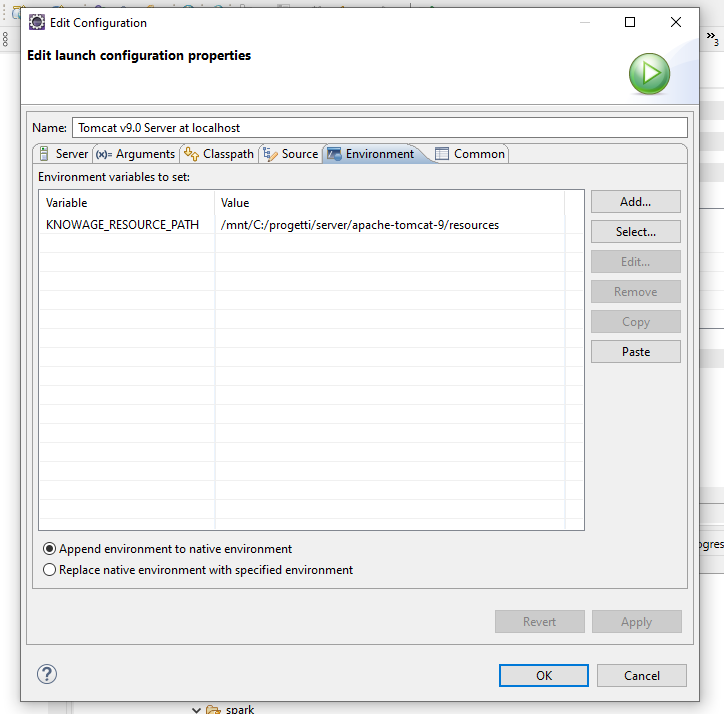 Edit Configuration
Edit launch configuration properties
3
Name: Tomcat v9.0 Server at localhost
Server (x)= Arguments Classpath Source Environment Common
Environment variables to set:
Variable Value
KNOWAGE_RESOURCE_PATH /mnt/C:/progetti/server/apache-tomcat-9/resources
Add...
Select...
Edit...
Remove
Copy
Paste
Append environment to native environment
ogres
Replace native environment with specified environment
Revert Apply
? OK Cancel
spark